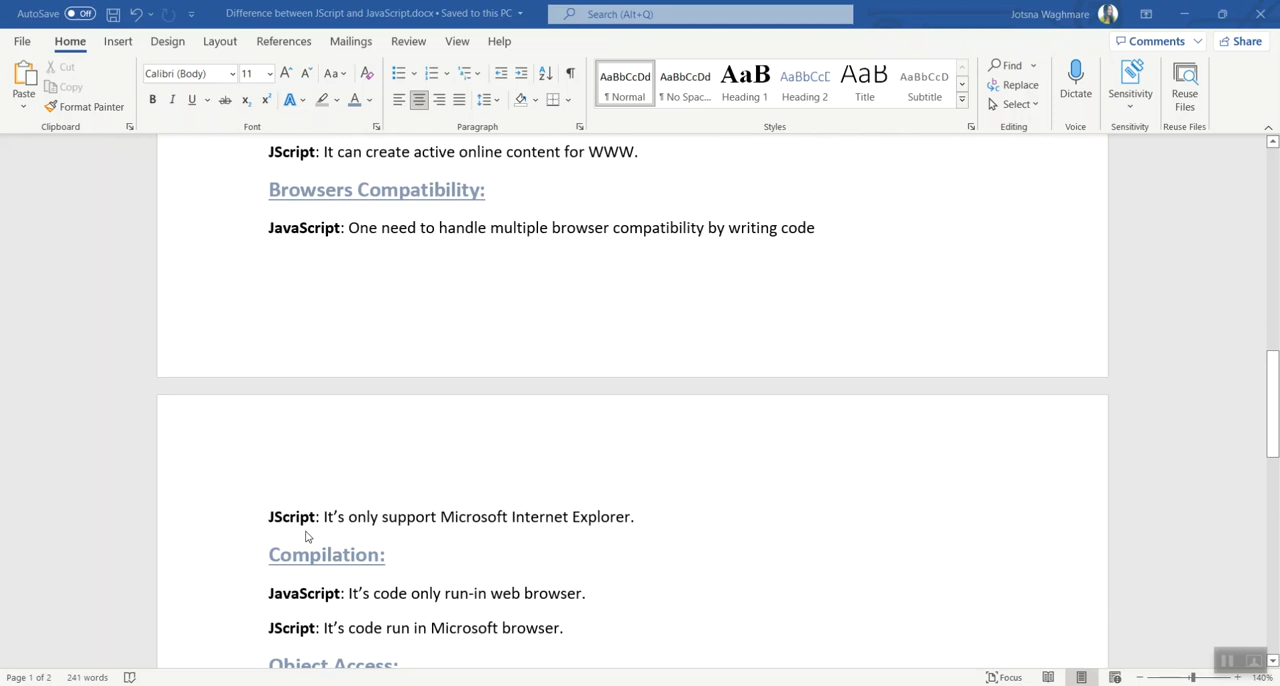 AutoSave Off Difference between JScript and JavaScript.docx • Saved to this PC Search (Alt+Q) Jotsna Waghmare
File Home Insert Design Layout References Mailings Review View Help Comments Share
Paste Cut Copy Format Painter
Calibri (Body) 11
AaBbCcDd AaBbCcDd AaBb AaBbCcD AaB AaBbCcD
¶ Normal ¶ No Spac... Heading 1 Heading 2 Title Subtitle
Find Replace Select
Dictate Sensitivity Reuse Files
Clipboard Font Paragraph Styles Editing Voice Sensitivity Reuse Files
JScript: It can create active online content for WWW.
Browsers Compatibility:
JavaScript: One need to handle multiple browser compatibility by writing code
JScript: It’s only support Microsoft Internet Explorer.
Compilation:
JavaScript: It’s code only run-in web browser.
JScript: It’s code run in Microsoft browser.
Object Access:
Page 1 of 2 241 words Focus 140%